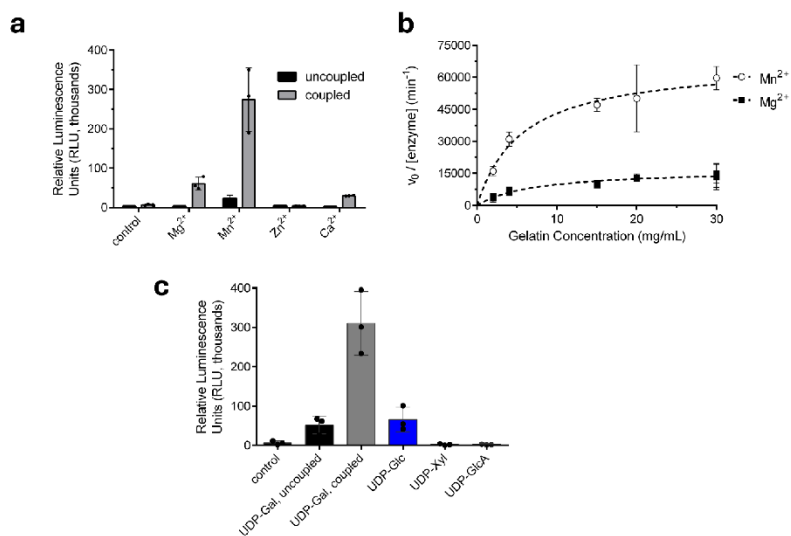 a
Relative Luminescence
Units (RLU, thousands)
400
300
200
100
0
uncoupled
coupled
control
Mg2+
Mn2+
Zn2+
Ca2+
b
v0 / [enzyme] (min-1)
75000
60000
45000
30000
15000
0
0
10
20
30
Gelatin Concentration (mg/mL)
Mn2+
Mg2+
c
Relative Luminescence
Units (RLU, thousands)
400
300
200
100
0
control
UDP-Gal, uncoupled
UDP-Gal, coupled
UDP-Glc
UDP-Xyl
UDP-GlcA